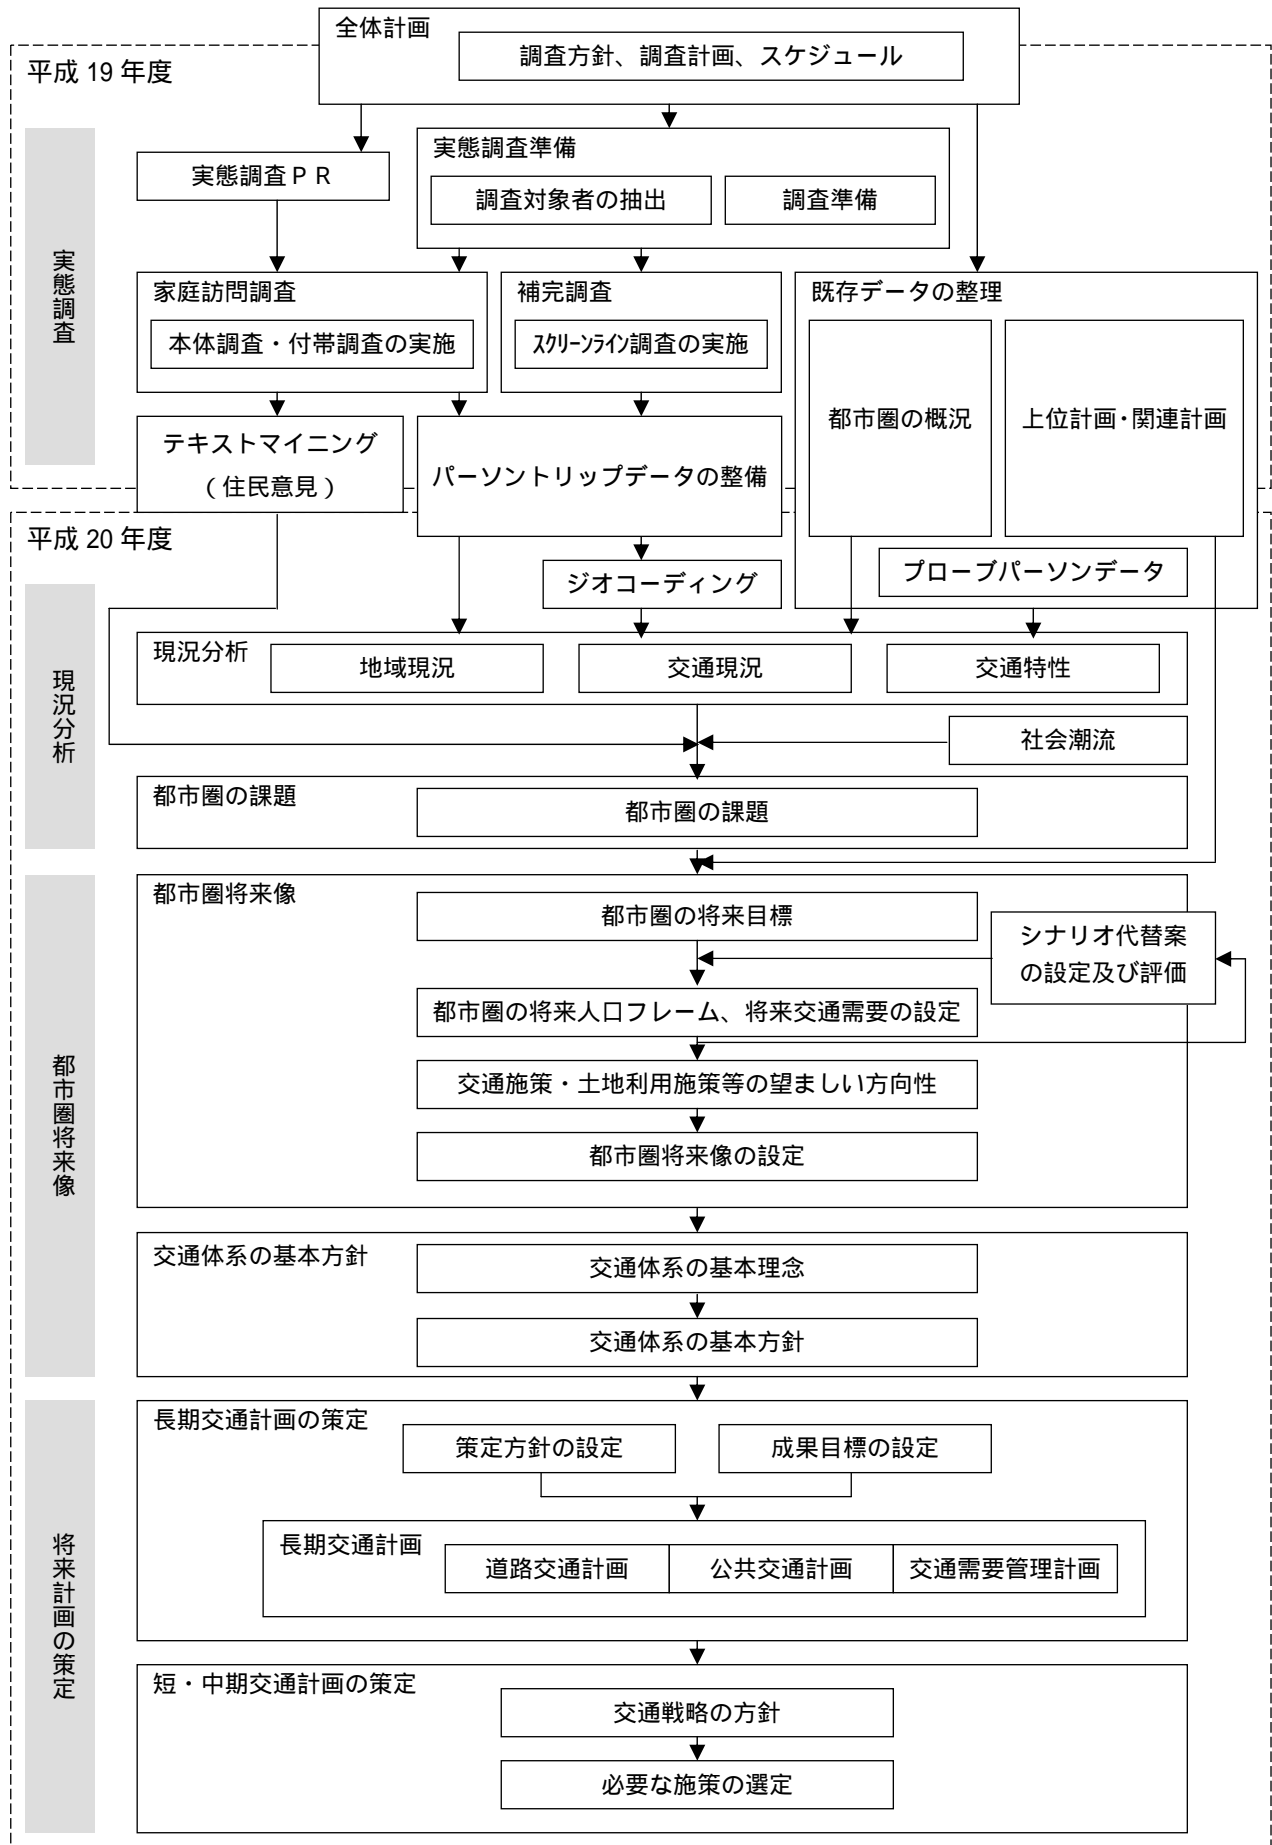 全体計画
調査方針、調査計画、スケジュール
平成 19 年度
実態調査
実態調査ＰＲ
実態調査準備
調査対象者の抽出
調査準備
家庭訪問調査
本体調査・付帯調査の実施
補完調査
ｽｸﾘｰﾝﾗｲﾝ調査の実施
既存データの整理
都市圏の概況
上位計画・関連計画
テキストマイニング
（住民意見）
パーソントリップデータの整備
平成 20 年度
ジオコーディング
プローブパーソンデータ
現況分析
現況分析
地域現況
交通現況
交通特性
社会潮流
都市圏の課題
都市圏の課題
都市圏将来像
都市圏将来像
都市圏の将来目標
シナリオ代替案
の設定及び評価
都市圏の将来人口フレーム、将来交通需要の設定
交通施策・土地利用施策等の望ましい方向性
都市圏将来像の設定
交通体系の基本方針
交通体系の基本理念
交通体系の基本方針
将来計画の策定
長期交通計画の策定
策定方針の設定
成果目標の設定
長期交通計画
道路交通計画
公共交通計画
交通需要管理計画
短・中期交通計画の策定
交通戦略の方針
必要な施策の選定